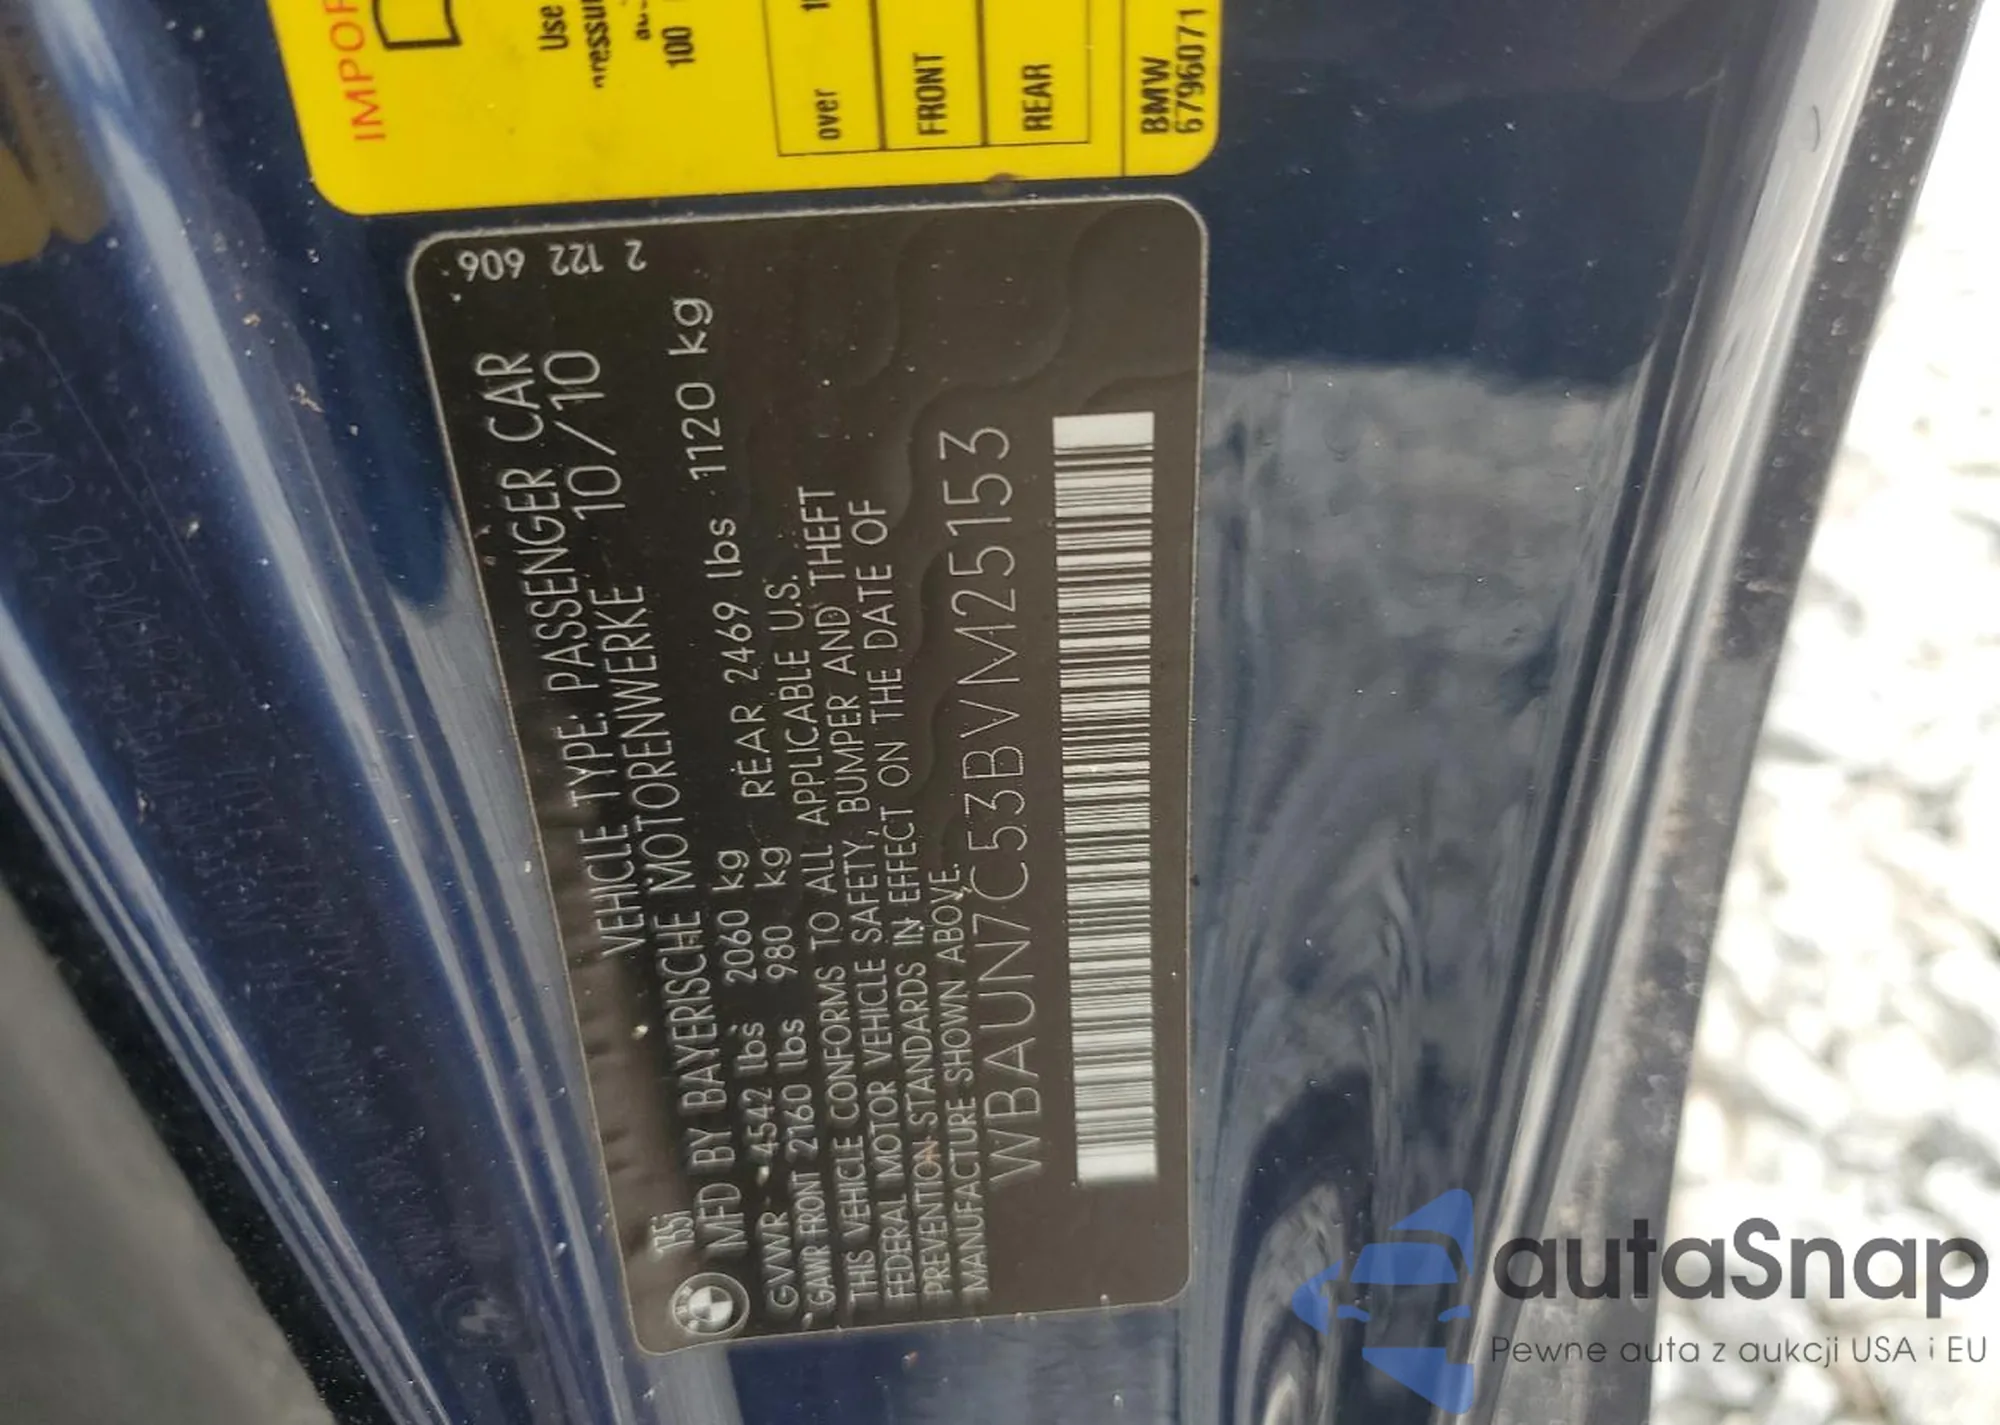 IMPOR
Use
pressu
100
over
FRONT
REAR
BMW
6796071
2 122 606
VEHICLE TYPE: PASSENGER CAR
135i
MFD BY BAYERISCHE MOTORENWERKE 10/10
GVWR 4542 lbs 2060 kg
GAWR FRONT 2160 lbs 980 kg REAR 2469 lbs 1120 kg
THIS VEHICLE CONFORMS TO ALL APPLICABLE U.S.
FEDERAL MOTOR VEHICLE SAFETY, BUMPER AND THEFT
PREVENTION STANDARDS IN EFFECT ON THE DATE OF
MANUFACTURE SHOWN ABOVE.
WBAUN7C53BVM25153
autoSnap
Pewne auta z aukcji USA i EU